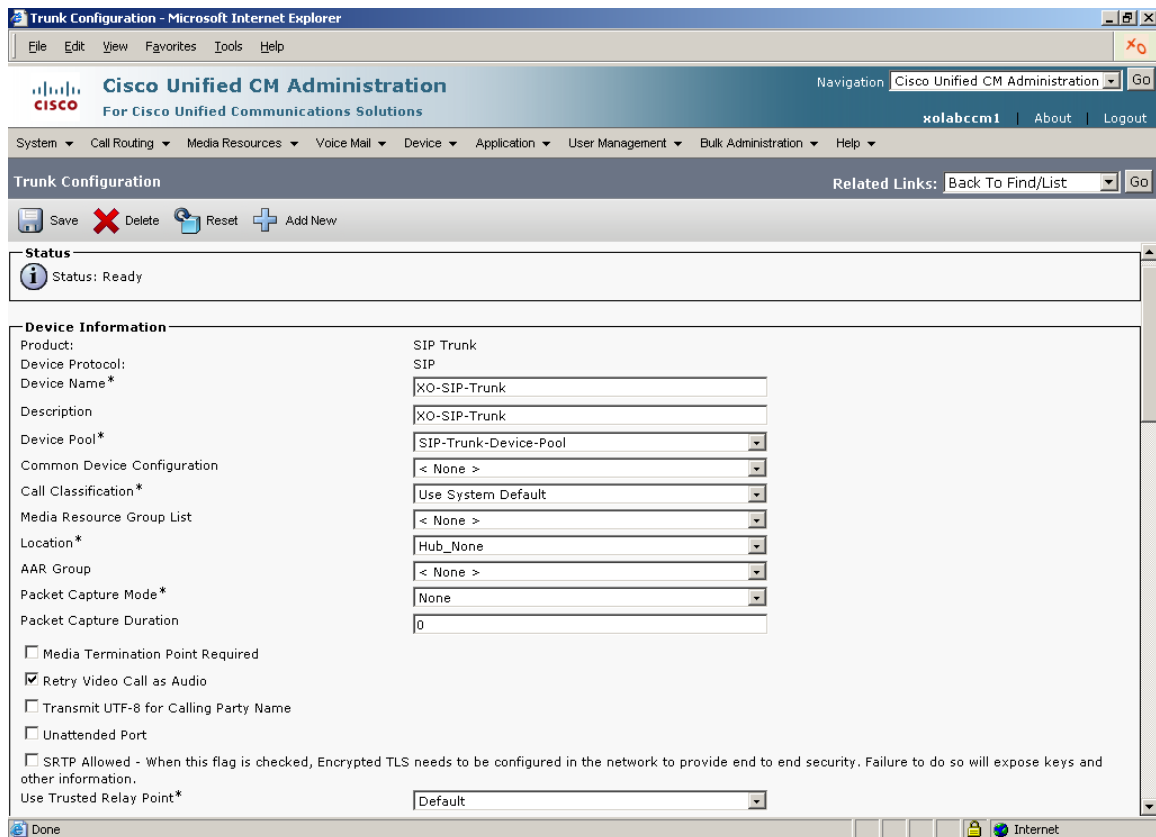 Trunk Configuration - Microsoft Internet Explorer
File Edit View Favorites Tools Help
XO
CISCO
Cisco Unified CM Administration
For Cisco Unified Communications Solutions
Navigation Cisco Unified CM Administration Go
xolabccm1 | About | Logout
System Call Routing Media Resources Voice Mail Device Application User Management Bulk Administration Help
Trunk Configuration
Related Links: Back To Find/List Go
Save Delete Reset Add New
Status
Status: Ready
Device Information
Product: SIP Trunk
Device Protocol: SIP
Device Name* XO-SIP-Trunk
Description XO-SIP-Trunk
Device Pool* SIP-Trunk-Device-Pool
Common Device Configuration < None >
Call Classification* Use System Default
Media Resource Group List < None >
Location* Hub_None
AAR Group < None >
Packet Capture Mode* None
Packet Capture Duration 0
Media Termination Point Required
Retry Video Call as Audio
Transmit UTF-8 for Calling Party Name
Unattended Port
SRTP Allowed - When this flag is checked, Encrypted TLS needs to be configured in the network to provide end to end security. Failure to do so will expose keys and
other information.
Use Trusted Relay Point* Default
Done Internet